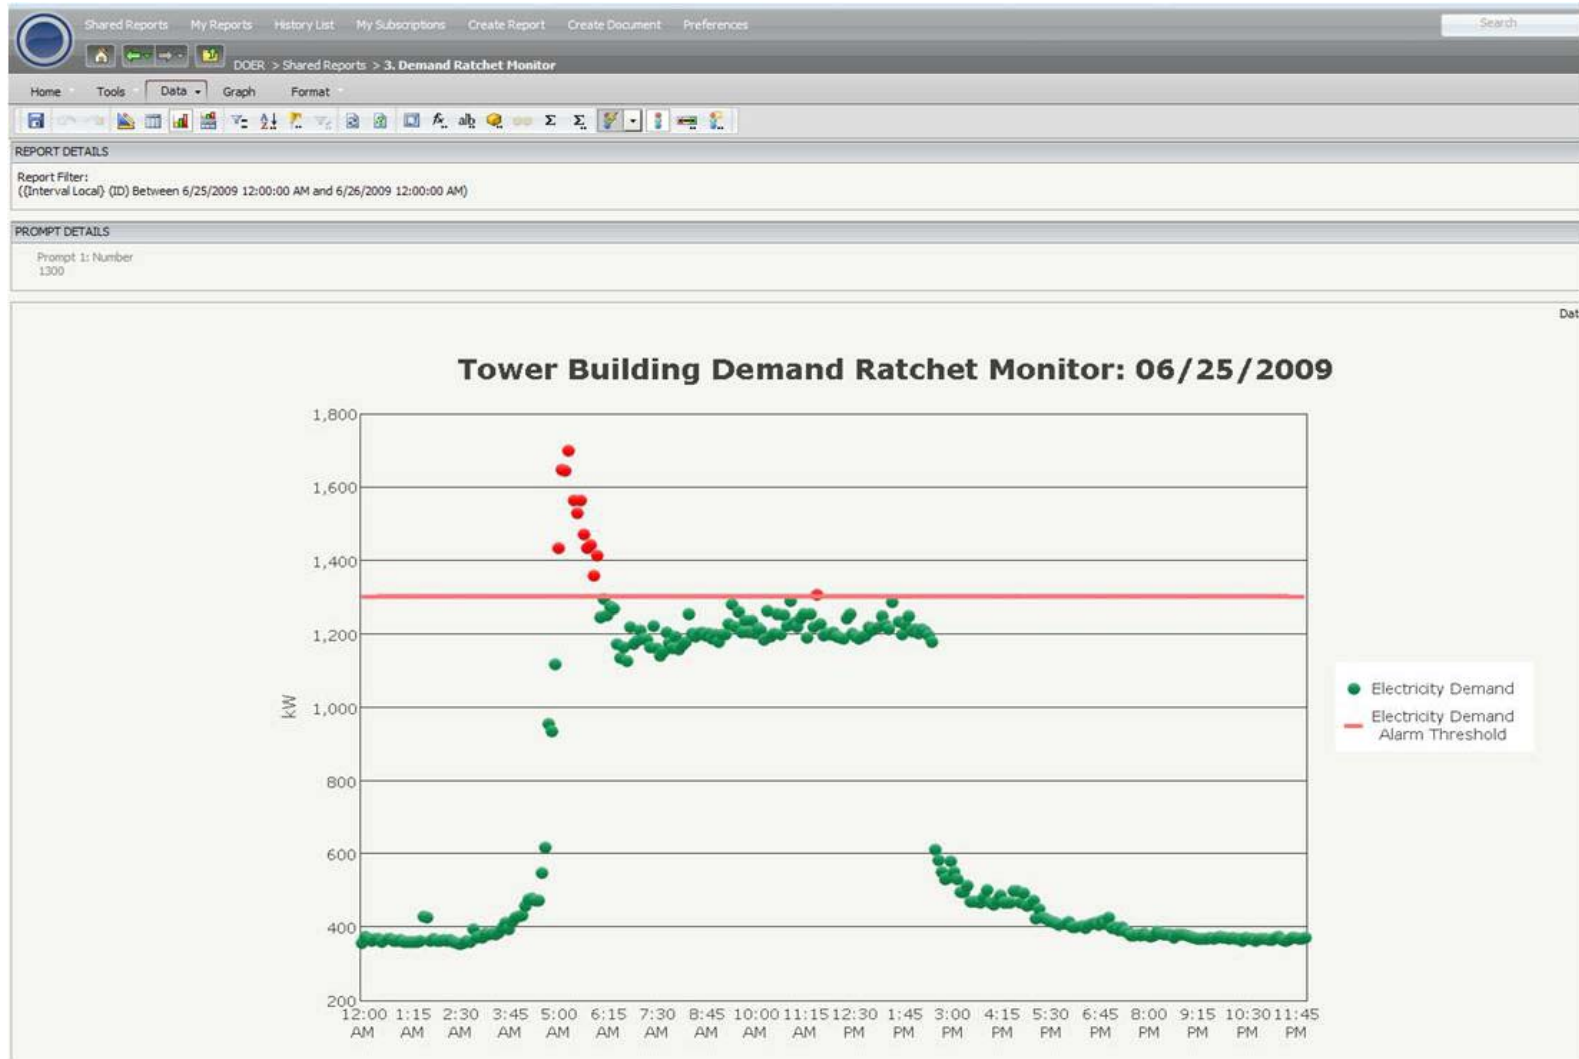 Shared Reports My Reports History List My Subscriptions Create Report Create Document Preferences Search
DOER > Shared Reports > 3. Demand Ratchet Monitor
Home Tools Data Graph Format
REPORT DETAILS
Report Filter:
({Interval Local} (ID) Between 6/25/2009 12:00:00 AM and 6/26/2009 12:00:00 AM)
PROMPT DETAILS
Prompt 1: Number
1300
Dat
Tower Building Demand Ratchet Monitor: 06/25/2009
1,800
1,600
1,400
1,300
1,200
kW
1,000
800
600
400
200
Electricity Demand
Electricity Demand
Alarm Threshold
12:00 1:15 2:30 3:45 5:00 6:15 7:30 8:45 10:00 11:15 12:30 1:45 3:00 4:15 5:30 6:45 8:00 9:15 10:30 11:45
AM AM AM AM AM AM AM AM AM AM PM PM PM PM PM PM PM PM PM PM